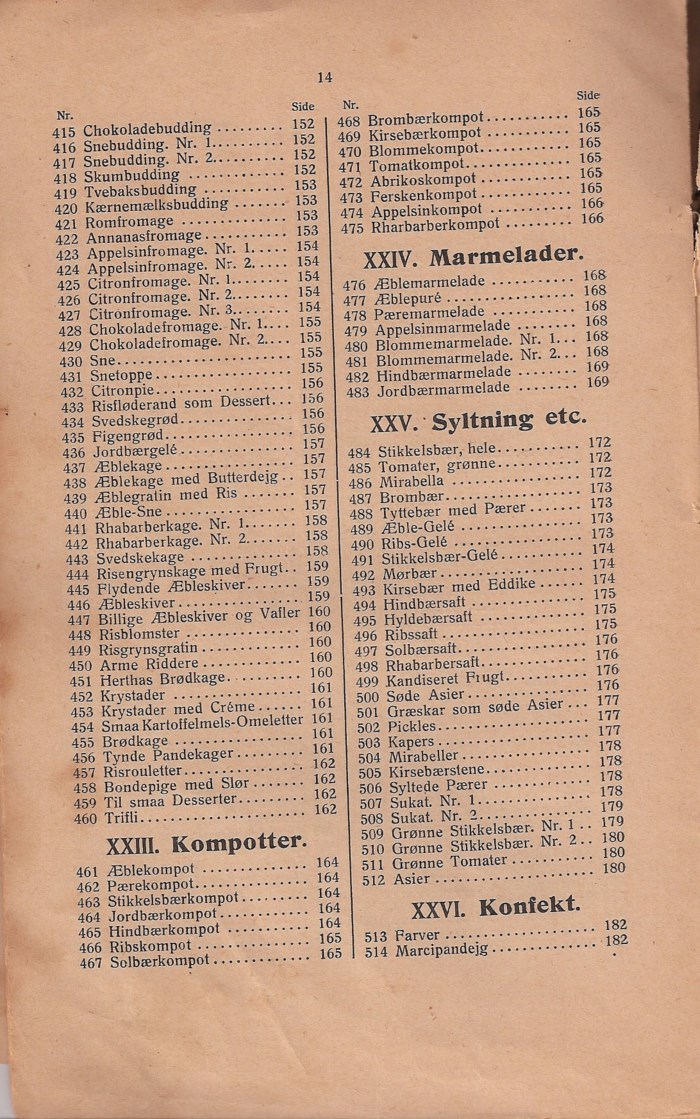 14
Nr. Side
415 Chokoladebudding ......... 152
416 Snebudding. Nr. 1.......... 152
417 Snebudding. Nr. 2.......... 152
418 Skumbudding .............. 152
419 Tvebaksbudding ........... 153
420 Kærnemælksbudding ....... 153
421 Romfromage .............. 153
422 Annanasfromage........... 153
423 Appelsinfromage. Nr. 1. .... 154
424 Appelsinfromage. Nr. 2. .... 154
425 Citronfromage. Nr. 1....... 154
426 Citronfromage. Nr. 2....... 154
427 Citronfromage. Nr. 3....... 154
428 Chokoladefromage. Nr. 1.... 155
429 Chokoladefromage. Nr. 2.... 155
430 Sne....................... 155
431 Snetoppe .................. 155
432 Citronpie.................. 156
433 Risfløderand som Dessert... 156
434 Svedskegrød............... 156
435 Figengrød................. 156
436 Jordbærgelé ............... 157
437 Æblekage ................. 157
438 Æblekage med Butterdejg.. 157
439 Æblegratin med Ris ....... 157
440 Æble-Sne ................. 157
441 Rhabarberkage. Nr. 1....... 158
442 Rhabarberkage. Nr. 2....... 158
443 Svedskekage .............. 158
444 Risengrynskage med Frugt.. 159
445 Flydende Æbleskiver....... 159
446 Æbleskiver................ 159
447 Billige Æbleskiver og Vafler 160
448 Risblomster ............... 160
449 Risgrynsgratin ............. 160
450 Arme Riddere ............. 160
451 Herthas Brødkage.......... 160
452 Krystader ................. 161
453 Krystader med Créme...... 161
454 Smaa Kartoffelmels-Omeletter 161
455 Brødkage ................. 161
456 Tynde Pandekager......... 161
457 Risrouletter................ 162
458 Bondepige med Slør ....... 162
459 Til smaa Desserter......... 162
460 Trifli...................... 162
XXIII. Kompotter.
461 Æblekompot .............. 164
462 Pærekompot............... 164
463 Stikkelsbærkompot......... 164
464 Jordbærkompot............ 164
465 Hindbærkompot ........... 164
466 Ribskompot ............... 165
467 Solbærkompot............. 165
Nr. Side
468 Brombærkompot........... 165
469 Kirsebærkompot .......... 165
470 Blommekompot............ 165
471 Tomatkompot.............. 165
472 Abrikoskompot ............ 165
473 Ferskenkompot............ 165
474 Appelsinkompot ........... 166
475 Rharbarberkompot ......... 166
XXIV. Marmelader.
476 Æblemarmelade ........... 168
477 Æblepuré ................. 168
478 Pæremarmelade ........... 168
479 Appelsinmarmelade ........ 168
480 Blommemarmelade. Nr. 1... 168
481 Blommemarmelade. Nr. 2... 168
482 Hindbærmarmelade ........ 169
483 Jordbærmarmelade ......... 169
XXV. Syltning etc.
484 Stikkelsbær, hele........... 172
485 Tomater, grønne........... 172
486 Mirabella .................. 172
487 Brombær.................. 173
488 Tyttebær med Pærer ....... 173
489 Æble-Gelé ................ 173
490 Ribs-Gelé ................. 173
491 Stikkelsbær-Gelé........... 174
492 Mørbær................... 174
493 Kirsebær med Eddike ...... 174
494 Hindbærsaft ............... 175
495 Hyldebærsaft .............. 175
496 Ribssaft ................... 175
497 Solbærsaft................. 176
498 Rhabarbersaft.............. 176
499 Kandiseret Frugt........... 176
500 Søde Asier................ 176
501 Græskar som søde Asier ... 177
502 Pickles.................... 177
503 Kapers.................... 177
504 Mirabeller................. 178
505 Kirsebærstene.............. 178
506 Syltede Pærer ............. 178
507 Sukat. Nr. 1............... 178
508 Sukat. Nr. 2............... 179
509 Grønne Stikkelsbær. Nr. 1 .. 179
510 Grønne Stikkelsbær. Nr. 2.. 180
511 Grønne Tomater ........... 180
512 Asier ..................... 180
XXVI. Konfekt.
513 Farver .................... 182
514 Marcipandejg.............. 182